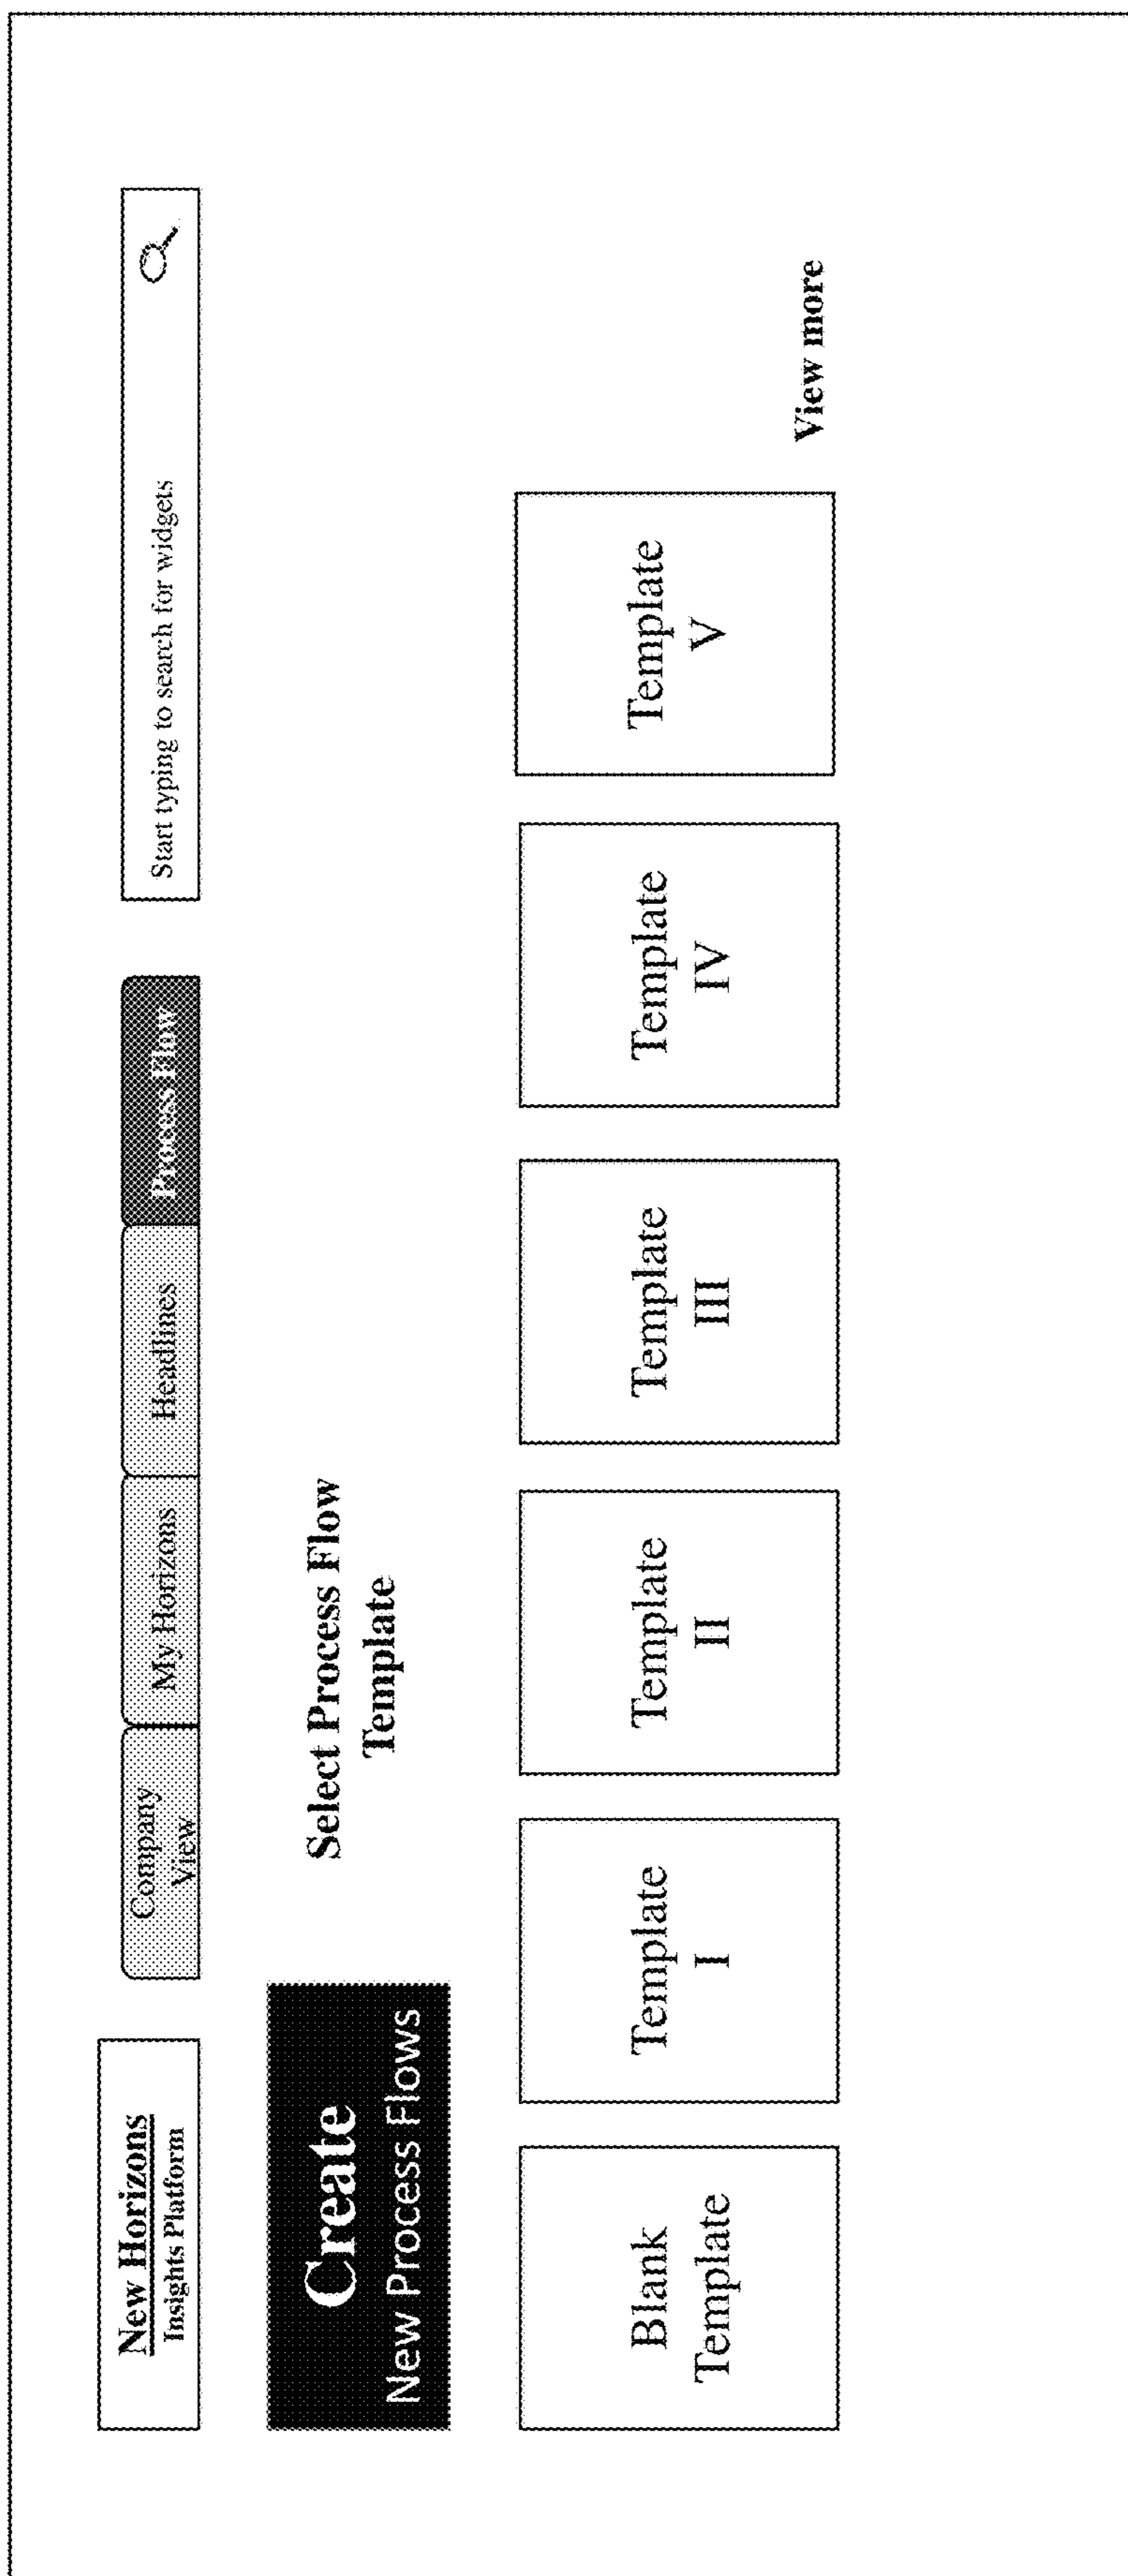 New Horizons
Insights Platform
Company
View
My Horizons
Headlines
Process Flow
Start typing to search for widgets
Create
New Process Flows
Select Process Flow
Template
Blank
Template
Template
I
Template
II
Template
III
Template
IV
Template
V
View more